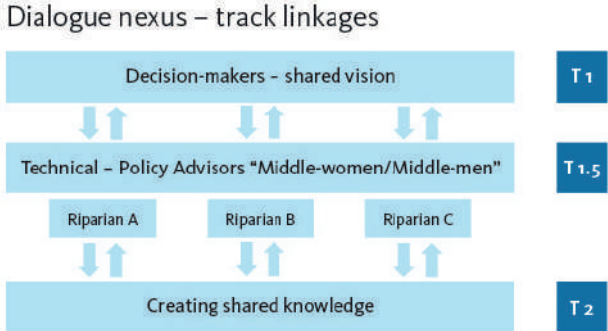 Dialogue nexus – track linkages
Decision-makers – shared vision
T 1
Technical – Policy Advisors “Middle-women/Middle-men”
T 1.5
Riparian A
Riparian B
Riparian C
Creating shared knowledge
T 2